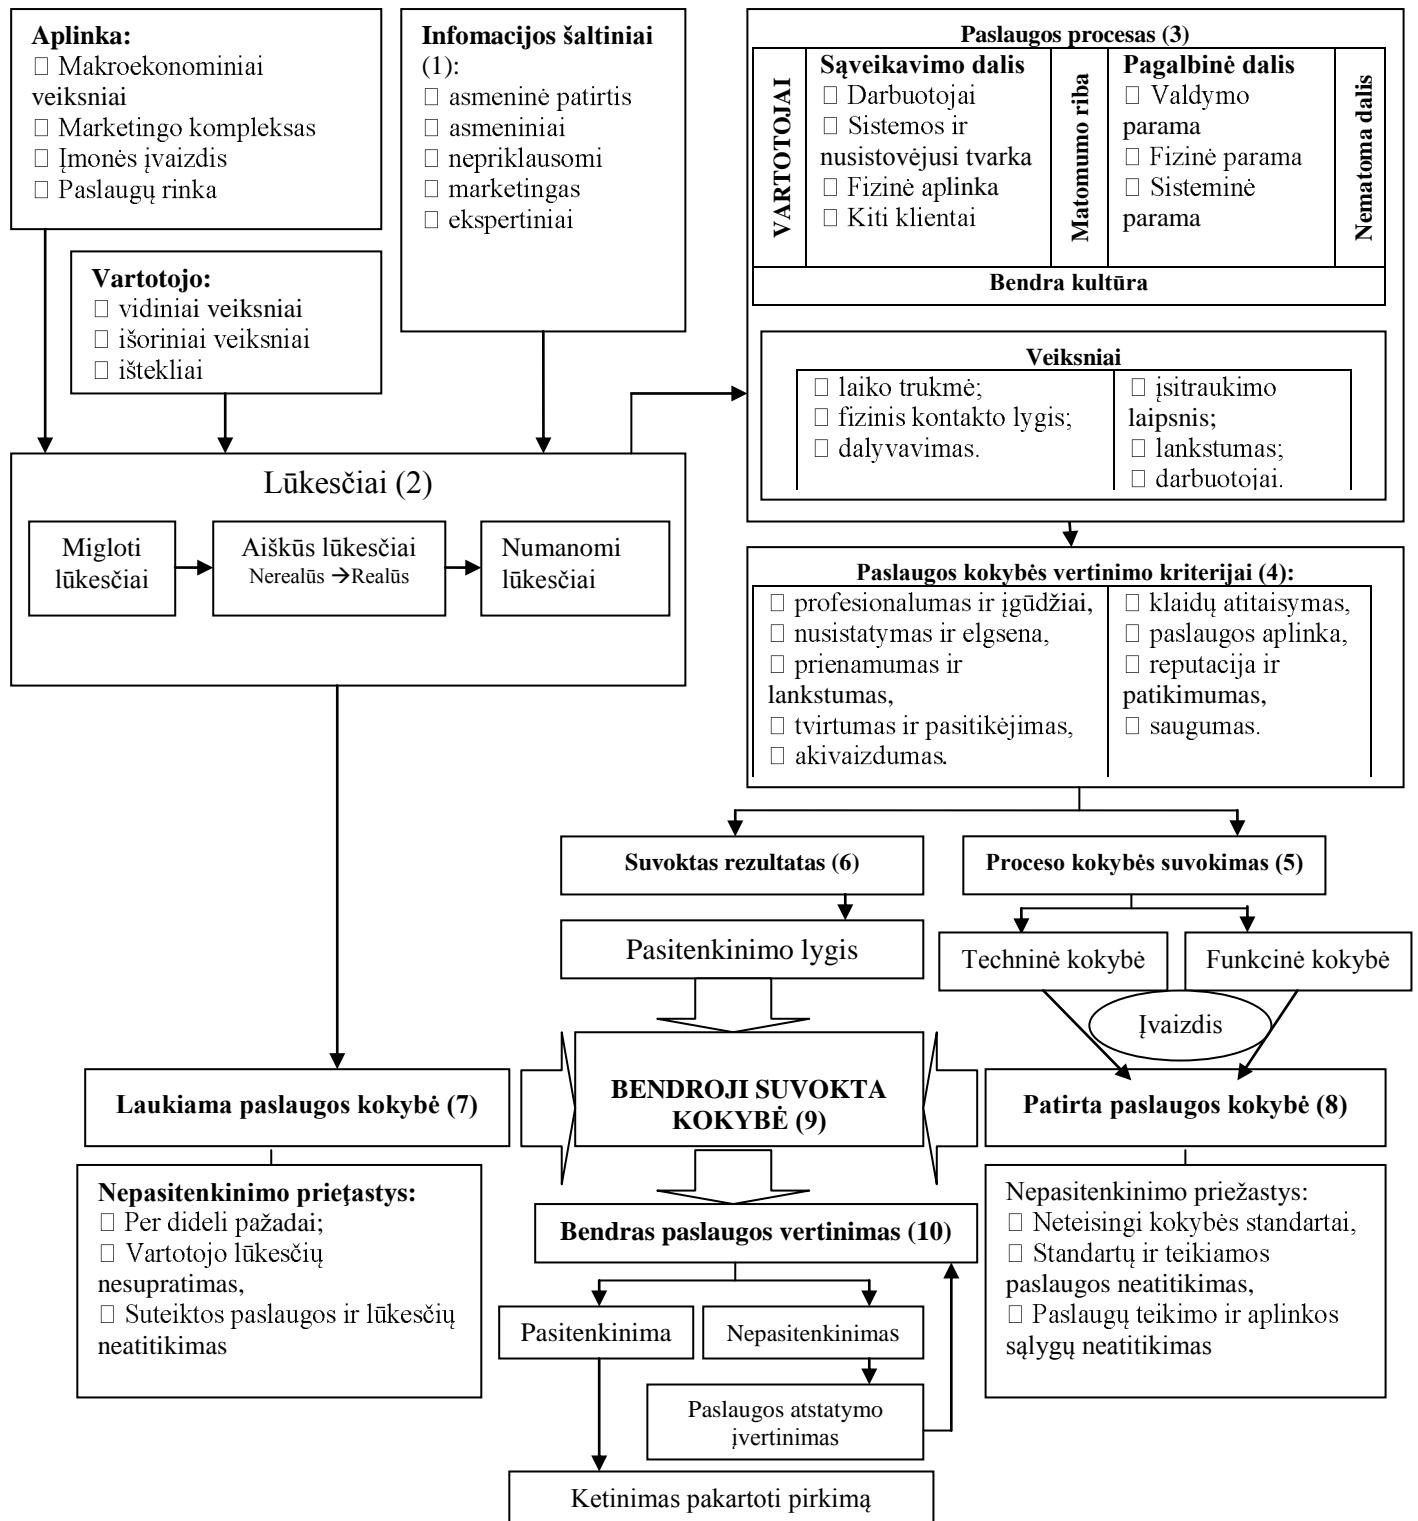 Aplinka:
□ Makroekonominiai
veiksniai
□ Marketingo kompleksas
□ Įmonės įvaizdis
□ Paslaugų rinka
Infomacijos šaltiniai
(1):
□ asmeninė patirtis
□ asmeniniai
□ nepriklausomi
□ marketingas
□ ekspertiniai
Vartotojo:
□ vidiniai veiksniai
□ išoriniai veiksniai
□ ištekliai
Paslaugos procesas (3)
VARTOTOJAI
Sąveikavimo dalis
□ Darbuotojai
□ Sistemos ir
nusistovėjusi tvarka
□ Fizinė aplinka
□ Kiti klientai
Matomumo riba
Pagalbinė dalis
□ Valdymo
parama
□ Fizinė parama
□ Sisteminė
parama
Nematoma dalis
Bendra kultūra
Veiksniai
□ laiko trukmė;
□ fizinis kontakto lygis;
□ dalyvavimas.
□ įsitraukimo
laipsnis;
□ lankstumas;
□ darbuotojai.
Lūkesčiai (2)
Migloti
lūkesčiai
Aiškūs lūkesčiai
Nerealūs →Realūs
Numanomi
lūkesčiai
Paslaugos kokybės vertinimo kriterijai (4):
□ profesionalumas ir įgūdžiai,
□ nusistatymas ir elgsena,
□ prienamumas ir
lankstumas,
□ tvirtumas ir pasitikėjimas,
□ akivaizdumas.
□ klaidų atitaisymas,
□ paslaugos aplinka,
□ reputacija ir
patikimumas,
□ saugumas.
Suvoktas rezultatas (6)
Proceso kokybės suvokimas (5)
Pasitenkinimo lygis
Techninė kokybė
Funkcinė kokybė
Įvaizdis
Laukiama paslaugos kokybė (7)
BENDROJI SUVOKTA
KOKYBĖ (9)
Patirta paslaugos kokybė (8)
Nepasitenkinimo prieţastys:
□ Per dideli pažadai;
□ Vartotojo lūkesčių
nesupratimas,
□ Suteiktos paslaugos ir lūkesčių
neatitikimas
Bendras paslaugos vertinimas (10)
Pasitenkinima
Nepasitenkinimas
Paslaugos atstatymo
įvertinimas
Ketinimas pakartoti pirkimą
Nepasitenkinimo priežastys:
□ Neteisingi kokybės standartai,
□ Standartų ir teikiamos
paslaugos neatitikimas,
□ Paslaugų teikimo ir aplinkos
sąlygų neatitikimas